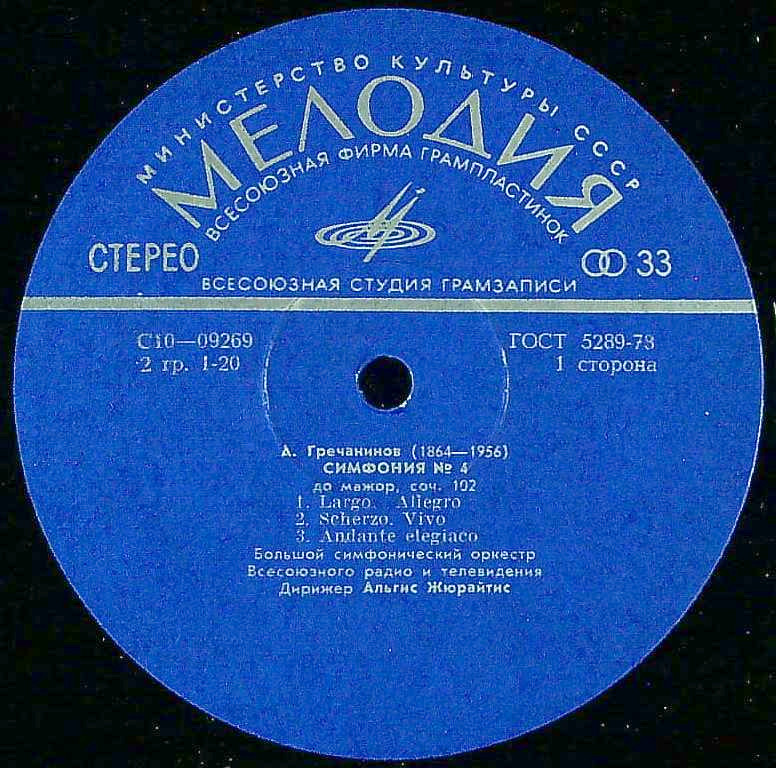 МИНИСТЕРСТВО КУЛЬТУРЫ СССР
МЕЛОДИЯ
ВСЕСОЮЗНАЯ ФИРМА ГРАМПЛАСТИНОК
СТЕРЕО
33
ВСЕСОЮЗНАЯ СТУДИЯ ГРАМЗАПИСИ
С10—09269
ГОСТ 5289-73
2 гр. 1-20
1 сторона
А. Гречанинов (1864—1956)
СИМФОНИЯ № 4
до мажор, соч. 102
1. Largo. Allegro
2. Scherzo. Vivo
3. Andante elegiaco
Большой симфонический оркестр
Всесоюзного радио и телевидения
Дирижер Альгис Жюрайтис